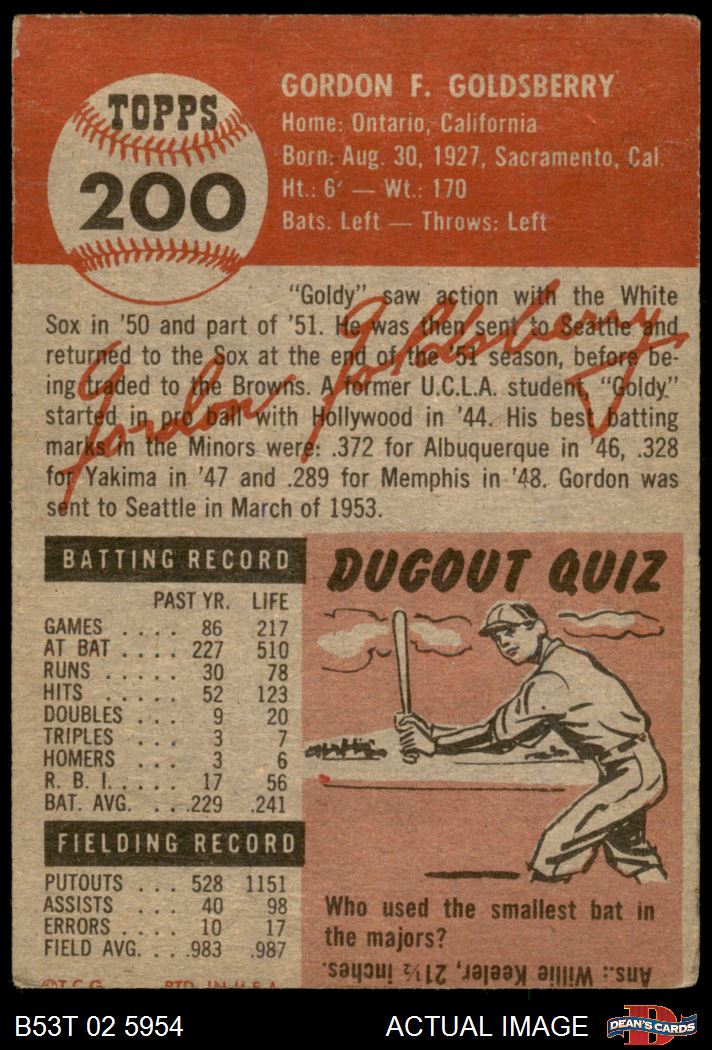 TOPPS
200
GORDON F. GOLDSBERRY
Home: Ontario, California
Born: Aug. 30, 1927, Sacramento, Cal.
Ht.: 6' — Wt.: 170
Bats. Left — Throws: Left
"Goldy" saw action with the White
Sox in '50 and part of '51. He was then sent to Seattle and
returned to the Sox at the end of the '51 season, before be-
ing traded to the Browns. A former U.C.L.A. student, "Goldy"
started in pro ball with Hollywood in '44. His best batting
marks in the Minors were: .372 for Albuquerque in '46, .328
for Yakima in '47 and .289 for Memphis in '48. Gordon was
sent to Seattle in March of 1953.
Gordon Goldsberry
BATTING RECORD
PAST YR. LIFE
GAMES .... 86 217
AT BAT .... 227 510
RUNS ..... 30 78
HITS ..... 52 123
DOUBLES ... 9 20
TRIPLES ... 3 7
HOMERS ... 3 6
R. B. I..... 17 56
BAT. AVG. ... .229 .241
FIELDING RECORD
PUTOUTS ... 528 1151
ASSISTS ... 40 98
ERRORS .... 10 17
FIELD AVG. ... .983 .987
©T.C.G. PTD. IN U.S.A.
DUGOUT QUIZ
Who used the smallest bat in
the majors?
Ans.: Willie Keeler, 21½ inches.
B53T 02 5954
ACTUAL IMAGE
D
DEAN'S CARDS